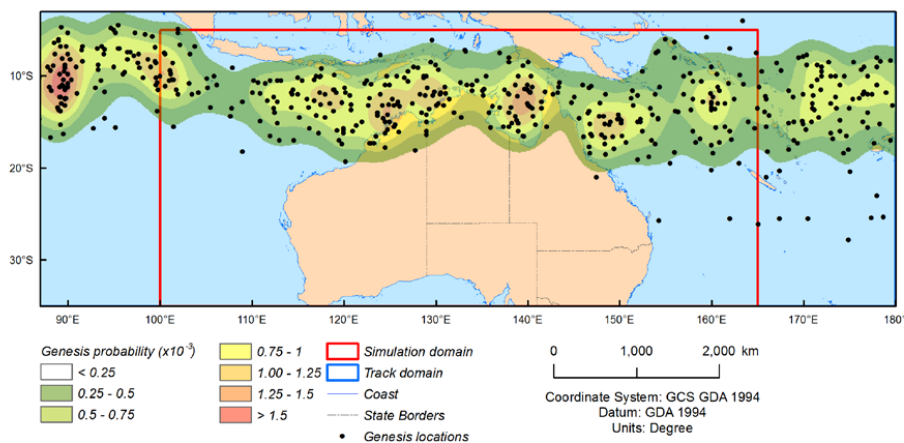 10°S
20°S
30°S
90°E 100°E 110°E 120°E 130°E 140°E 150°E 160°E 170°E 180°E
Genesis probability (x10-3)
< 0.25
0.25 - 0.5
0.5 - 0.75
0.75 - 1
1.00 - 1.25
1.25 - 1.5
> 1.5
Simulation domain
Track domain
Coast
State Borders
Genesis locations
0 1,000 2,000 km
Coordinate System: GCS GDA 1994
Datum: GDA 1994
Units: Degree